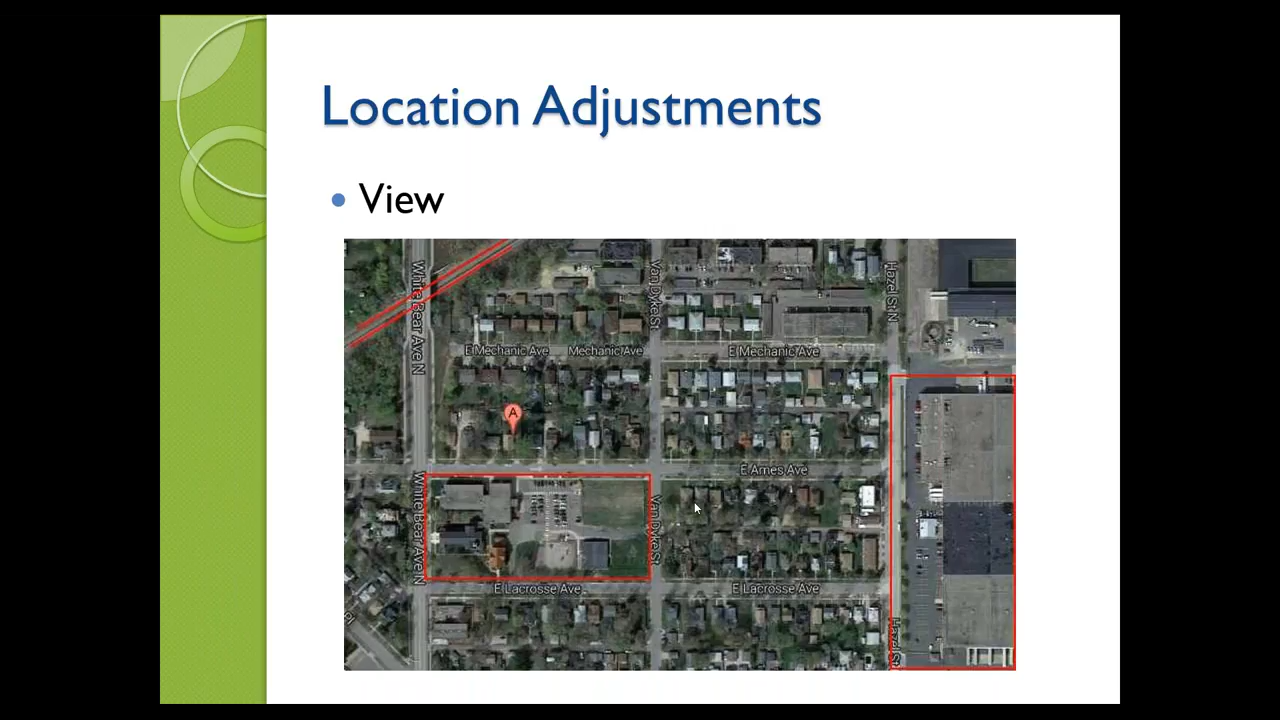 Location Adjustments
View
White Bear Ave N
Van Dyke St
Hazel St N
E Mechanic Ave
Mechanic Ave
E Mechanic Ave
A
E Ames Ave
White Bear Ave N
Van Dyke St
E Lacrosse Ave
E Lacrosse Ave
Pl
Hazel St